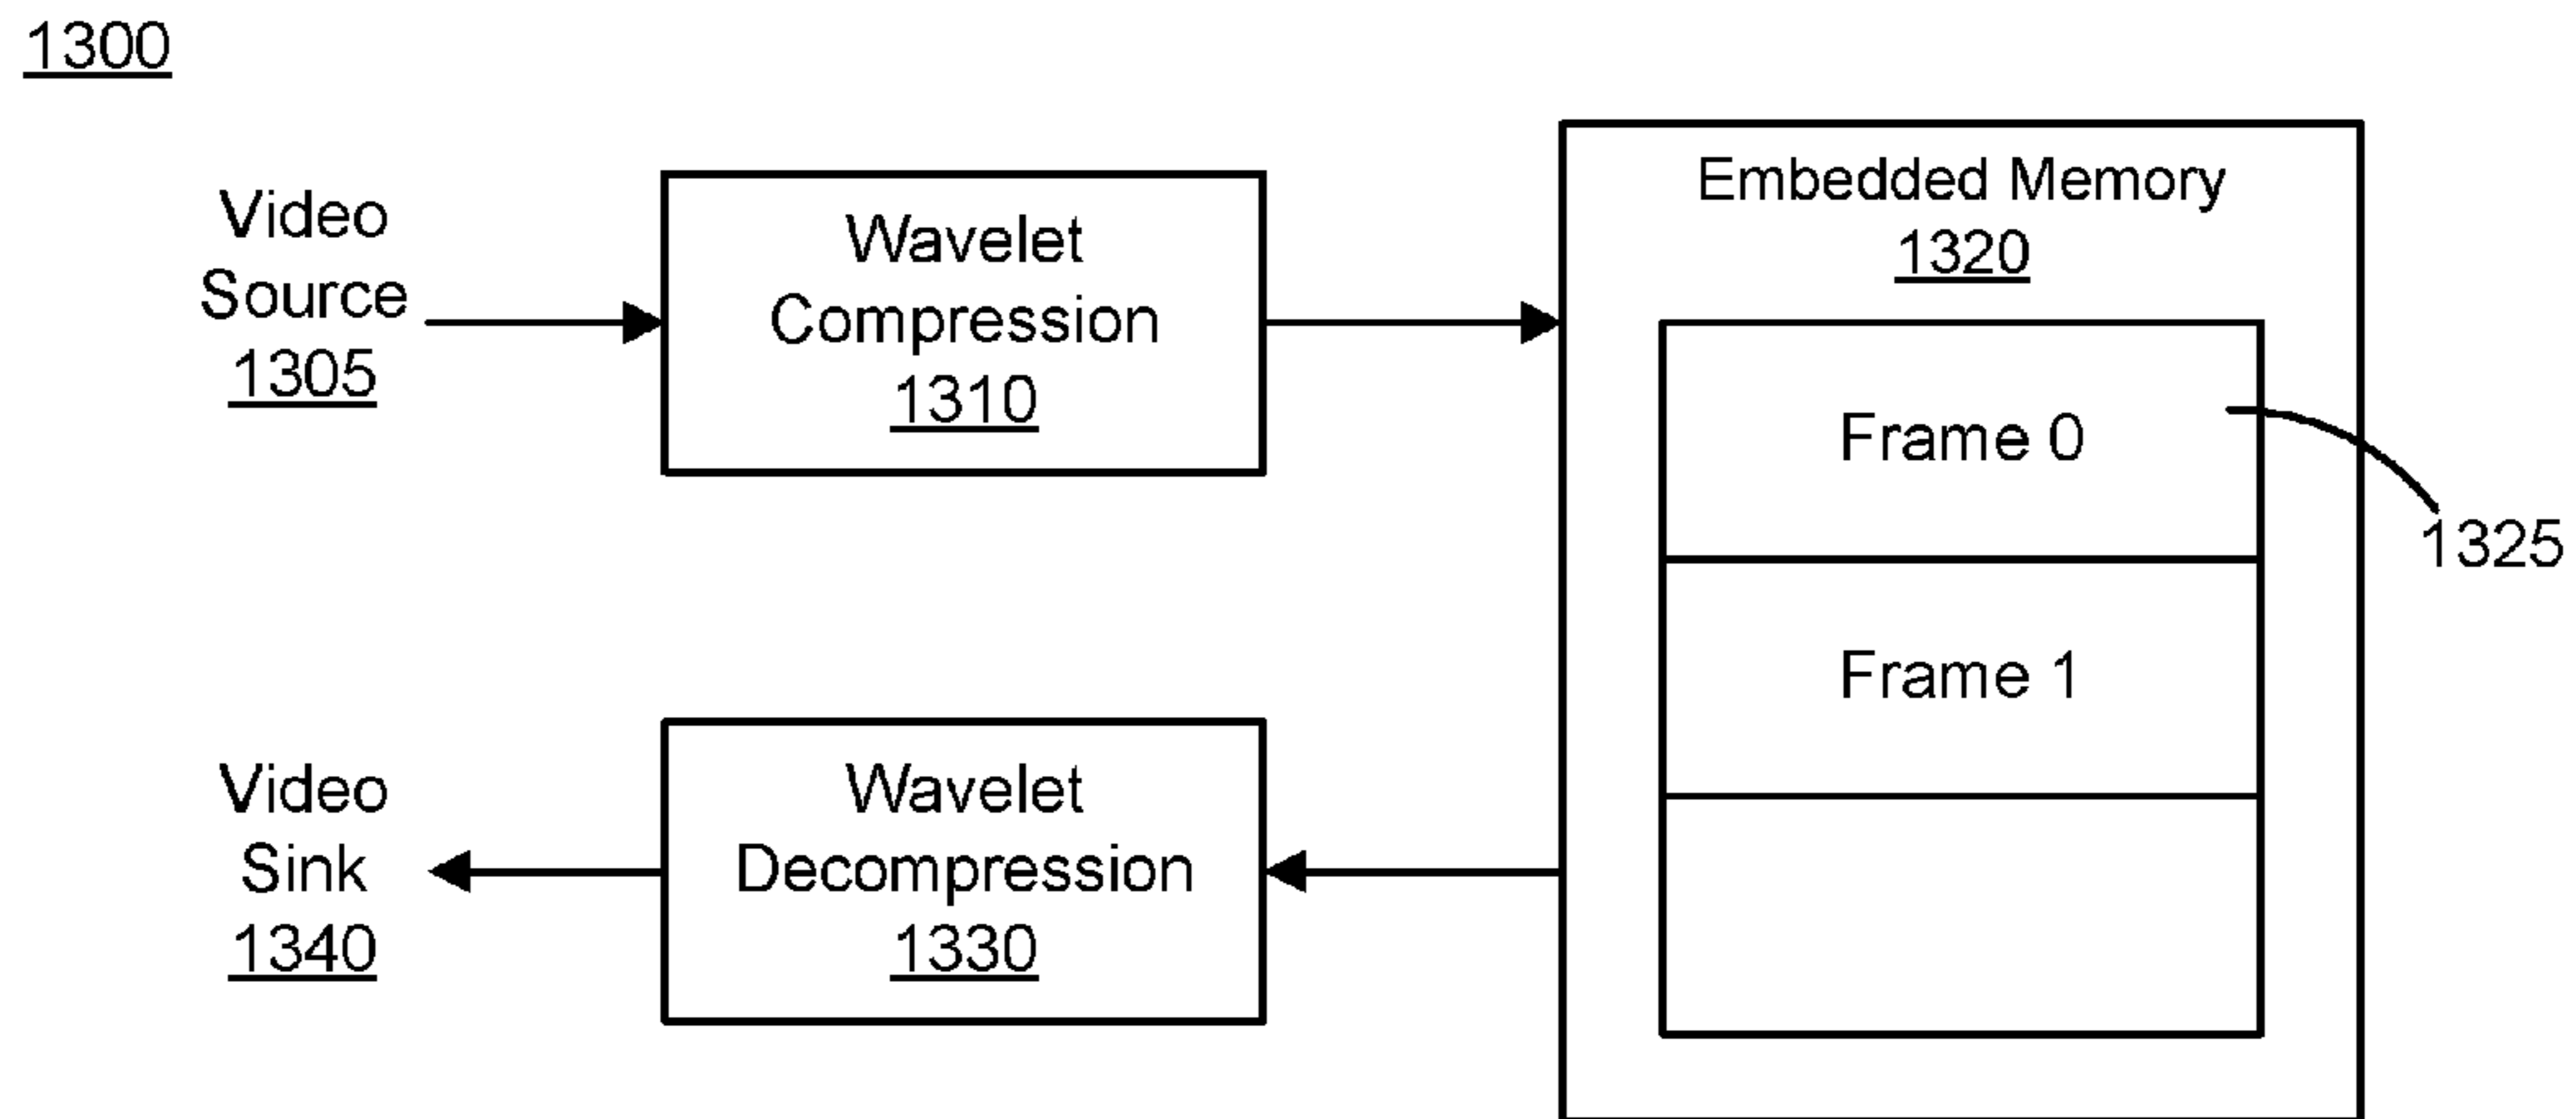 1300
Video
Source
1305
Wavelet
Compression
1310
Embedded Memory
1320
Frame 0
1325
Frame 1
Video
Sink
1340
Wavelet
Decompression
1330